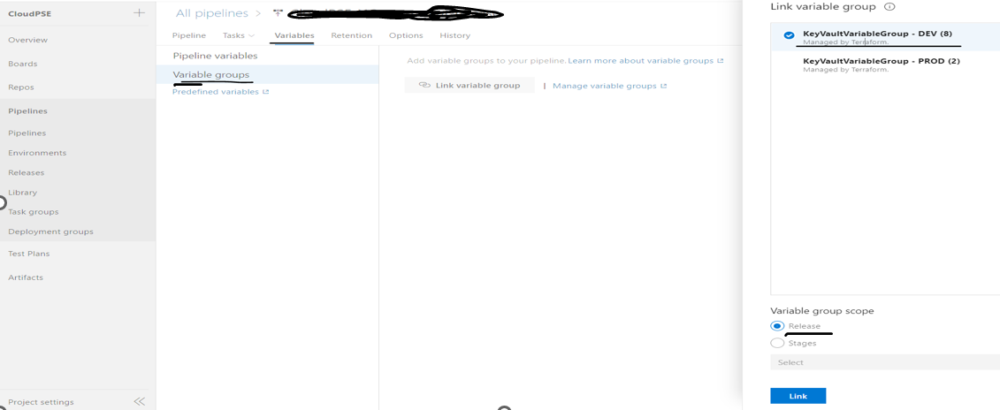 CloudPSE
Overview
Boards
Repos
Pipelines
Pipelines
Environments
Releases
Library
Task groups
Deployment groups
Test Plans
Artifacts
Project settings
All pipelines >
Pipeline Tasks Variables Retention Options History
Pipeline variables
Variable groups
Predefined variables
Add variable groups to your pipeline. Learn more about variable groups
Link variable group | Manage variable groups
Link variable group
KeyVaultVariableGroup - DEV (8)
Managed by Terraform.
KeyVaultVariableGroup - PROD (2)
Managed by Terraform.
Variable group scope
Release
Stages
Select
Link